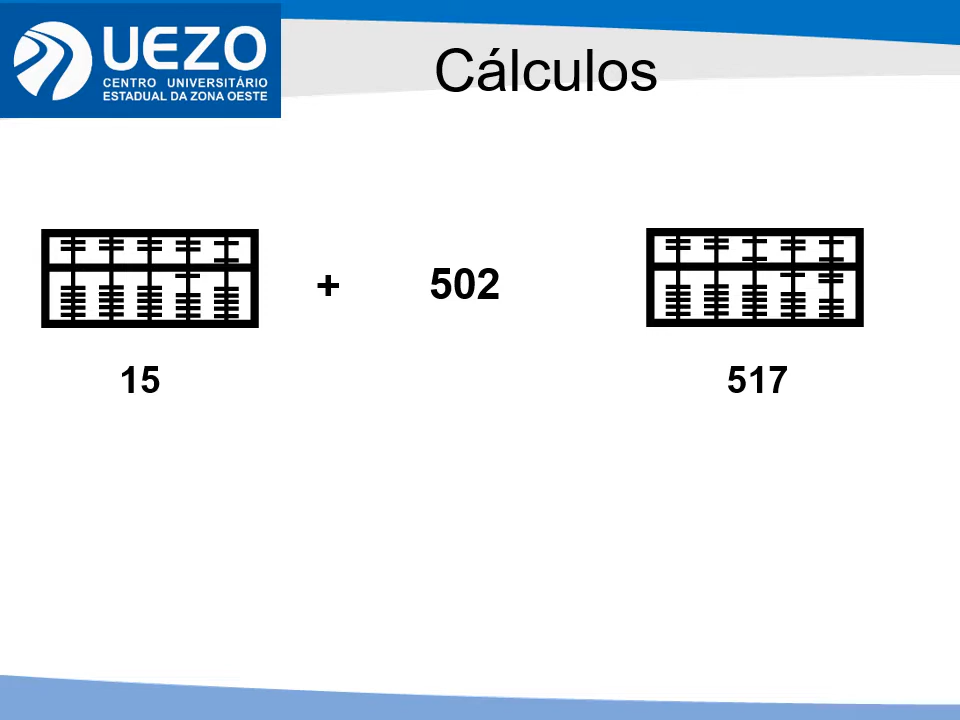 UEZO
CENTRO UNIVERSITÁRIO
ESTADUAL DA ZONA OESTE
Cálculos
+ 502
15
517